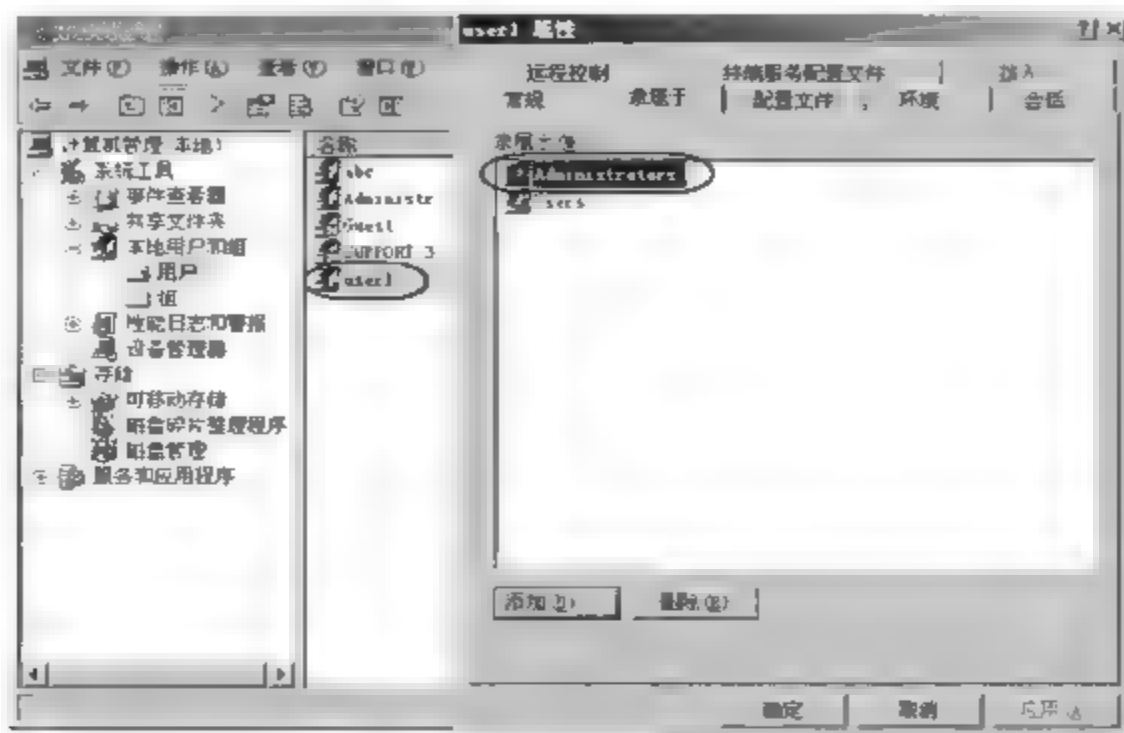 user1 属性
文件(F) 操作(A) 查看(V) 窗口(W)
计算机管理(本地)
系统工具
事件查看器
共享文件夹
本地用户和组
用户
组
性能日志和警报
设备管理器
存储
可移动存储
磁盘碎片整理程序
磁盘管理
服务和应用程序
名称
abc
Administr
Guest
SUPPORT_3
user1
远程控制 终端服务配置文件 拨入
常规 隶属于 配置文件 环境 会话
隶属于(M)
Administrators
Users
添加(D) 删除(R)
确定 取消 应用(A)